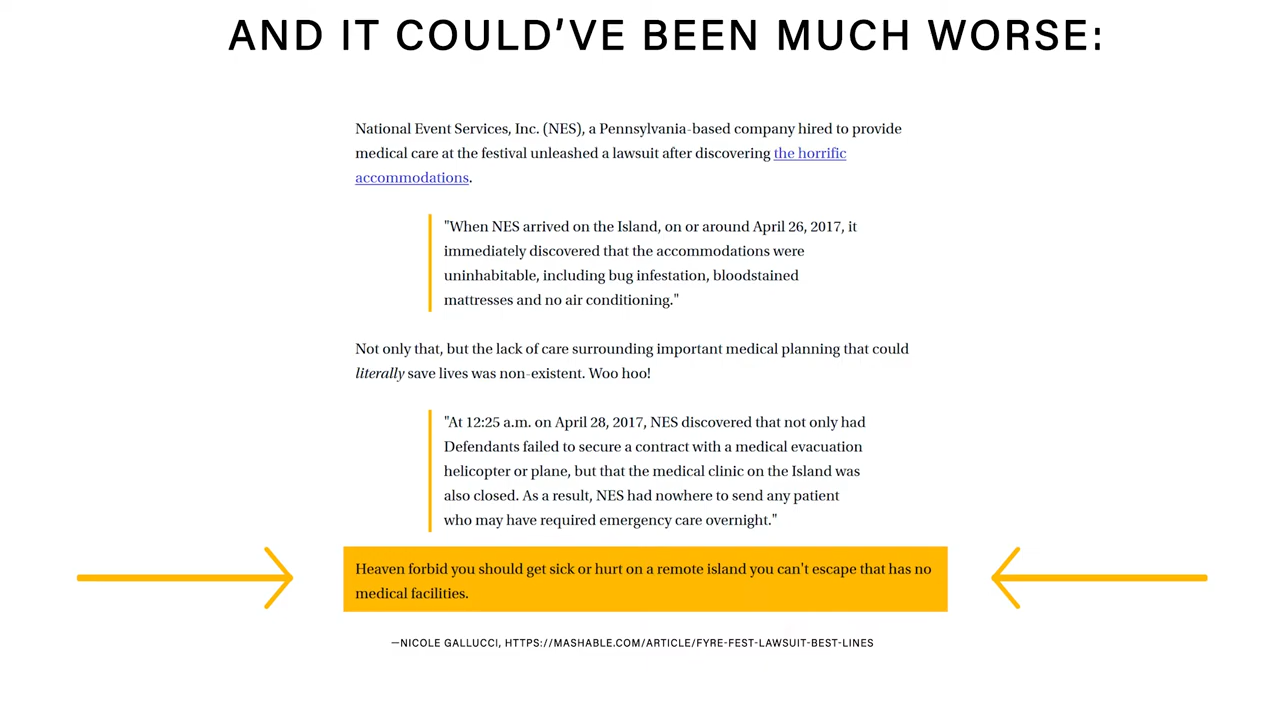 AND IT COULD'VE BEEN MUCH WORSE:
National Event Services, Inc. (NES), a Pennsylvania-based company hired to provide
medical care at the festival unleashed a lawsuit after discovering the horrific
accommodations.
"When NES arrived on the Island, on or around April 26, 2017, it
immediately discovered that the accommodations were
uninhabitable, including bug infestation, bloodstained
mattresses and no air conditioning."
Not only that, but the lack of care surrounding important medical planning that could
literally save lives was non-existent. Woo hoo!
"At 12:25 a.m. on April 28, 2017, NES discovered that not only had
Defendants failed to secure a contract with a medical evacuation
helicopter or plane, but that the medical clinic on the Island was
also closed. As a result, NES had nowhere to send any patient
who may have required emergency care overnight."
Heaven forbid you should get sick or hurt on a remote island you can't escape that has no
medical facilities.
—NICOLE GALLUCCI, HTTPS://MASHABLE.COM/ARTICLE/FYRE-FEST-LAWSUIT-BEST-LINES